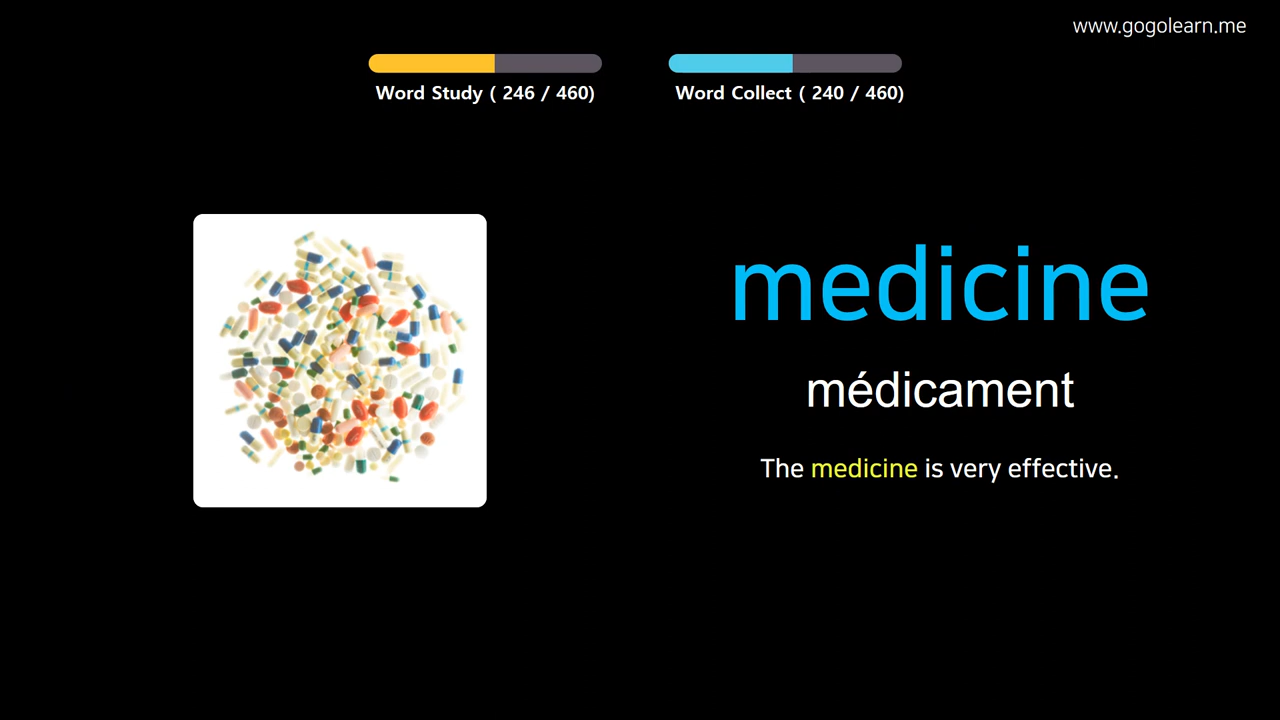 www.gogolearn.me
Word Study ( 246 / 460)
Word Collect ( 240 / 460)
medicine
médicament
The medicine is very effective.